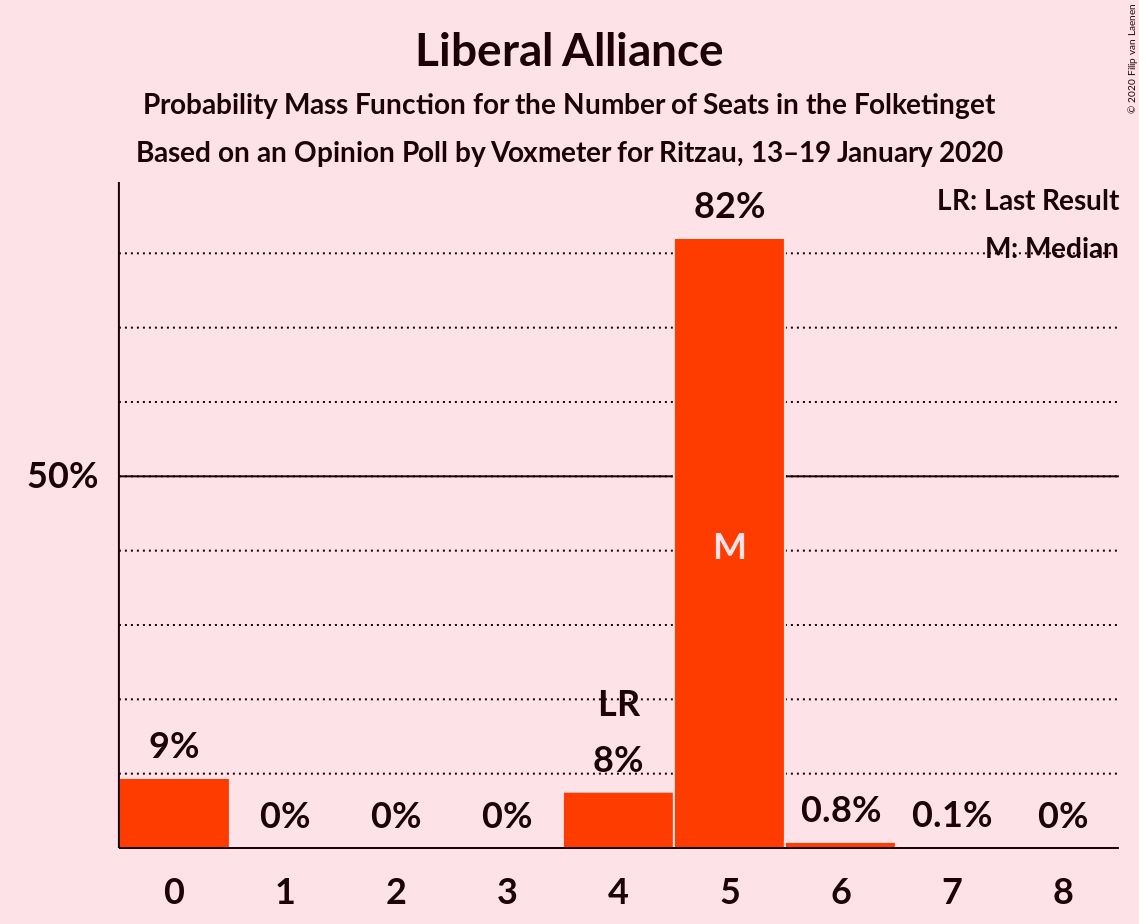 Liberal Alliance
Probability Mass Function for the Number of Seats in the Folketinget
Based on an Opinion Poll by Voxmeter for Ritzau, 13–19 January 2020
© 2020 Filip van Laenen
LR: Last Result
M: Median
82%
50%
M
LR
9%
8%
0%
0%
0%
0.8%
0.1%
0%
0 1 2 3 4 5 6 7 8